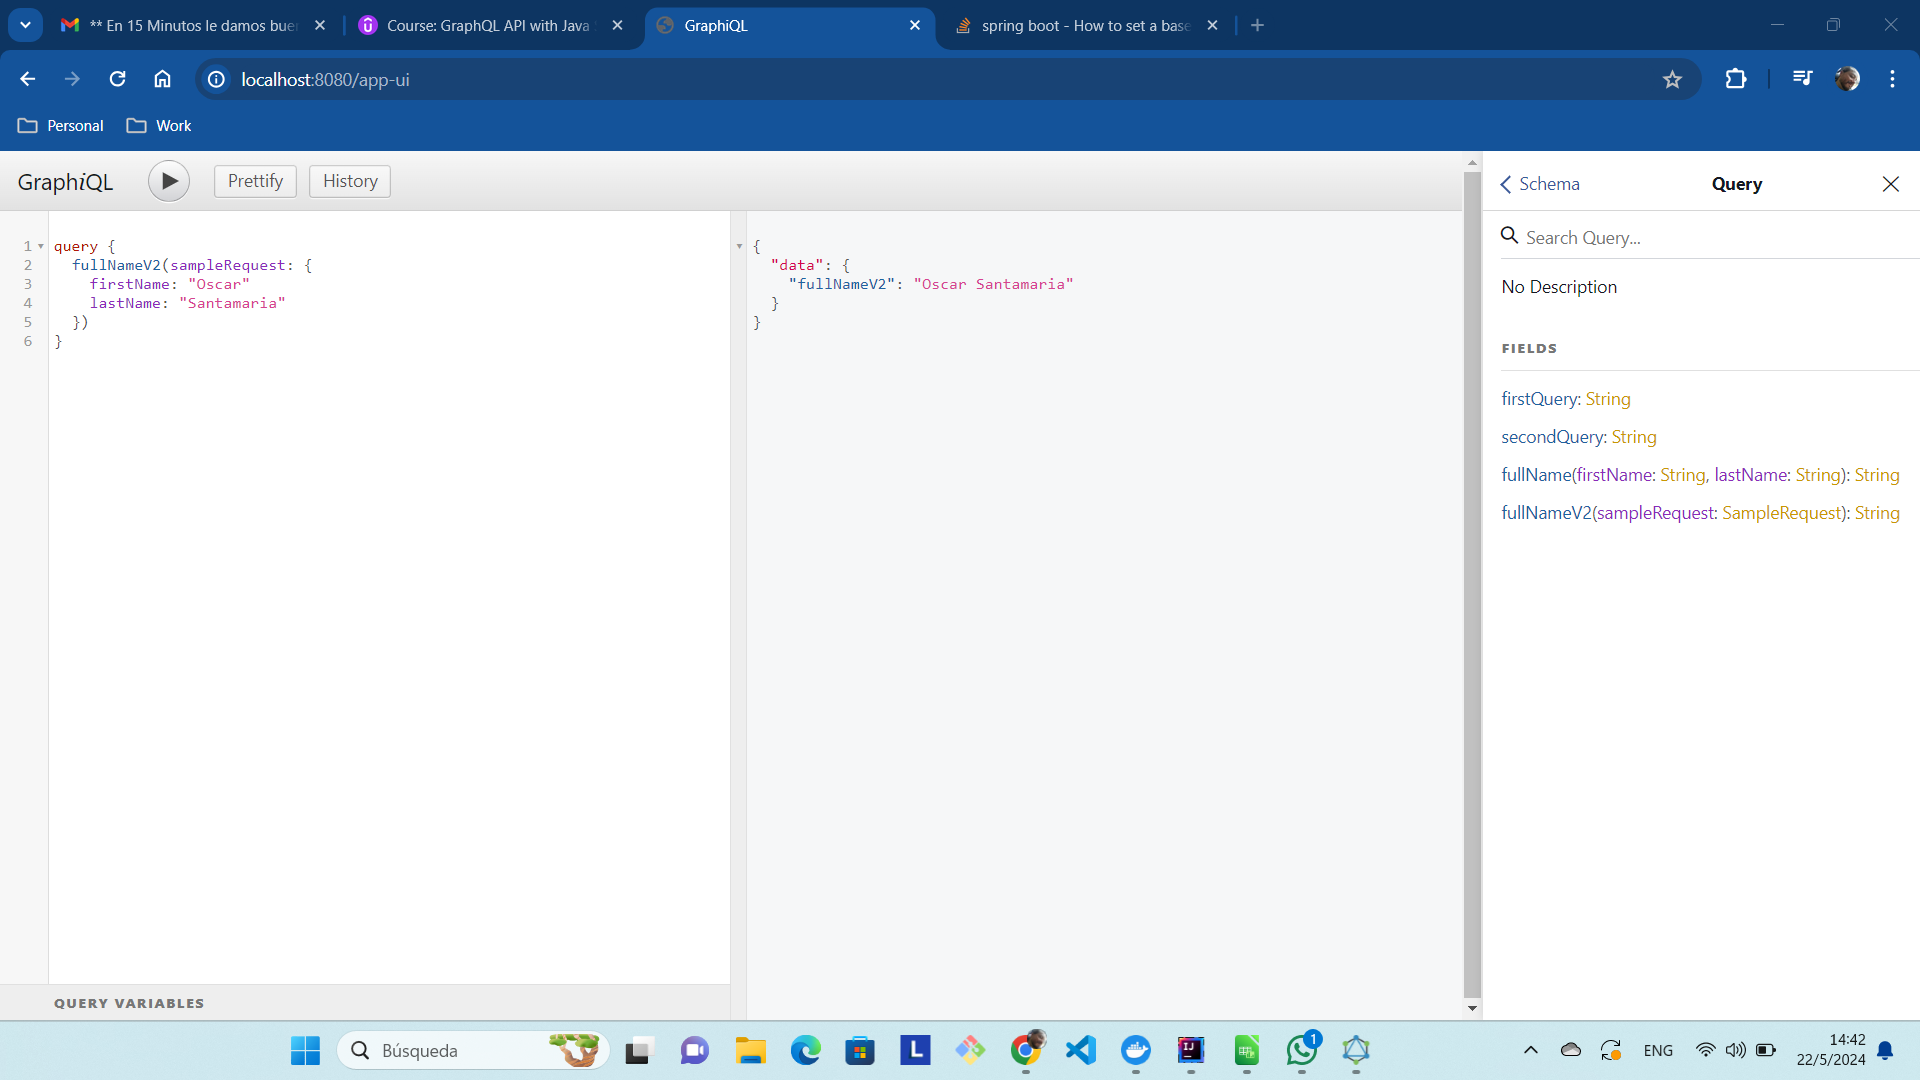 ** En 15 Minutos le damos buer
Course: GraphQL API with Java
GraphiQL
spring boot - How to set a base
localhost:8080/app-ui
Personal
Work
GraphiQL
Prettify
History
Schema
Query
Search Query...
No Description
FIELDS
firstQuery: String
secondQuery: String
fullName(firstName: String, lastName: String): String
fullNameV2(sampleRequest: SampleRequest): String
1 query {
2 fullNameV2(sampleRequest: {
3 firstName: "Oscar"
4 lastName: "Santamaria"
5 })
6 }
{
"data": {
"fullNameV2": "Oscar Santamaria"
}
}
QUERY VARIABLES
Búsqueda
L
IJ
1
ENG
14:42
22/5/2024